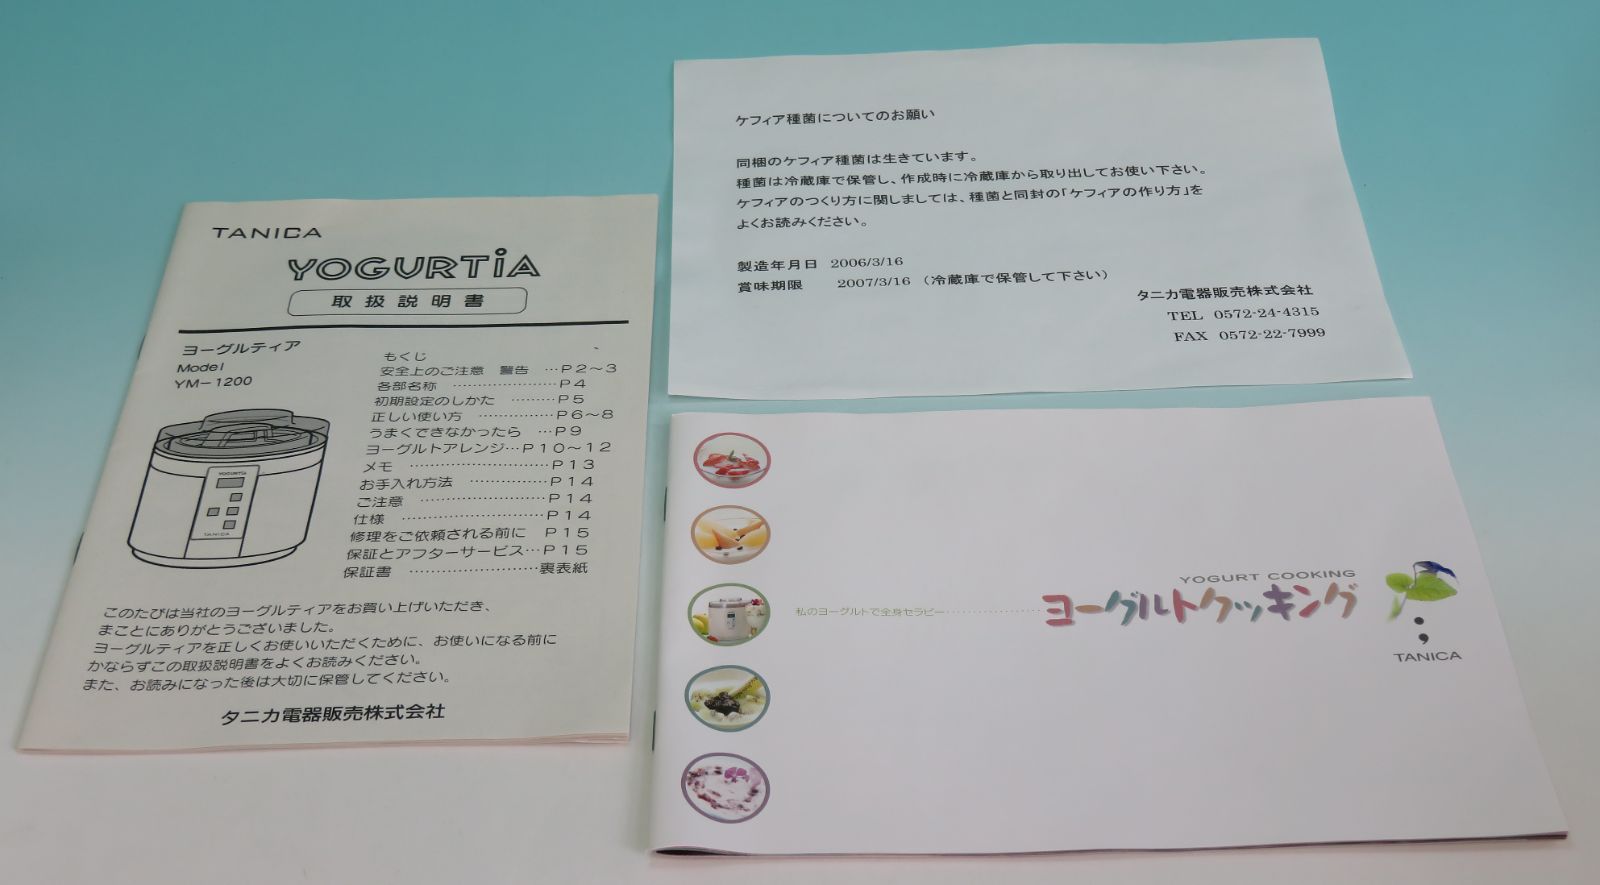 TANICA
YOGURTiA
取扱説明書
ヨーグルティア
Model
YM-1200
もくじ
安全上のご注意 警告 …P2～3
各部名称 …………………P4
初期設定のしかた ………P5
正しい使い方 ……………P6～8
うまくできなかったら …P9
ヨーグルトアレンジ…P10～12
メモ ………………………P13
お手入れ方法 ……………P14
ご注意 ……………………P14
仕様 ………………………P14
修理をご依頼される前に P15
保証とアフターサービス…P15
保証書 ……………………裏表紙
YOGURTiA
TANICA
このたびは当社のヨーグルティアをお買い上げいただき、
まことにありがとうございました。
ヨーグルティアを正しくお使いいただくために、お使いになる前に
かならずこの取扱説明書をよくお読みください。
また、お読みになった後は大切に保管してください。
タニカ電器販売株式会社
ケフィア種菌についてのお願い
同梱のケフィア種菌は生きています。
種菌は冷蔵庫で保管し、作成時に冷蔵庫から取り出してお使い下さい。
ケフィアのつくり方に関しましては、種菌と同封の「ケフィアの作り方」を
よくお読みください。
製造年月日 2006/3/16
賞味期限 2007/3/16 （冷蔵庫で保管して下さい）
タニカ電器販売株式会社
TEL 0572-24-4315
FAX 0572-22-7999
私のヨーグルトで全身セラピー
YOGURT COOKING
ヨーグルトクッキング
TANICA